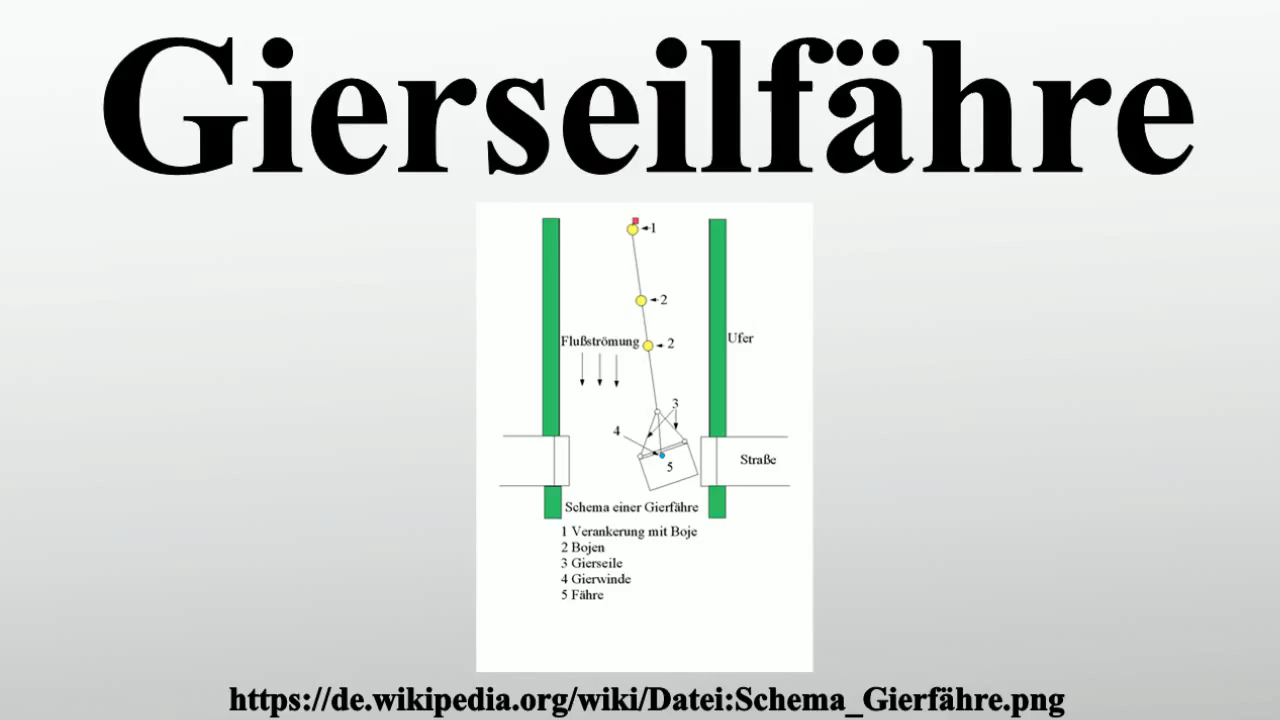 Gierseilfähre
1
2
Flußströmung
2
Ufer
3
4
5
Straße
Schema einer Gierfähre
1 Verankerung mit Boje
2 Bojen
3 Gierseile
4 Gierwinde
5 Fähre
https://de.wikipedia.org/wiki/Datei:Schema_Gierfähre.png